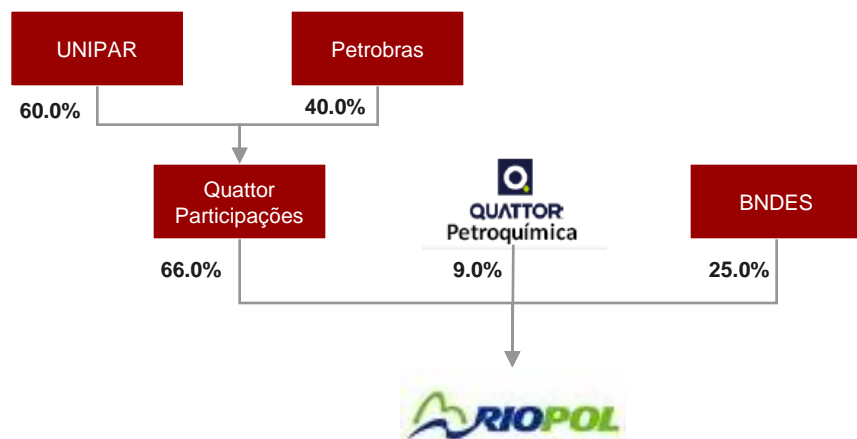 UNIPAR
Petrobras
60.0%
40.0%
Quattor
Participações
Q
QUATTOR
Petroquímica
BNDES
66.0%
9.0%
25.0%
RIOPOL